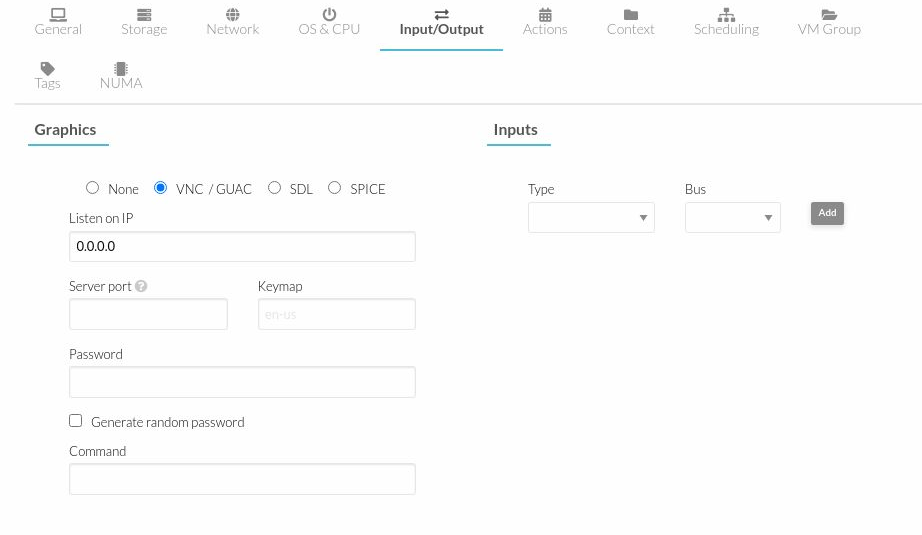 General Storage Network OS & CPU Input/Output Actions Context Scheduling VM Group
Tags NUMA
Graphics Inputs
None VNC / GUAC SDL SPICE Type Bus
Listen on IP Add
0.0.0.0
Server port ? Keymap
en-us
Password
Generate random password
Command